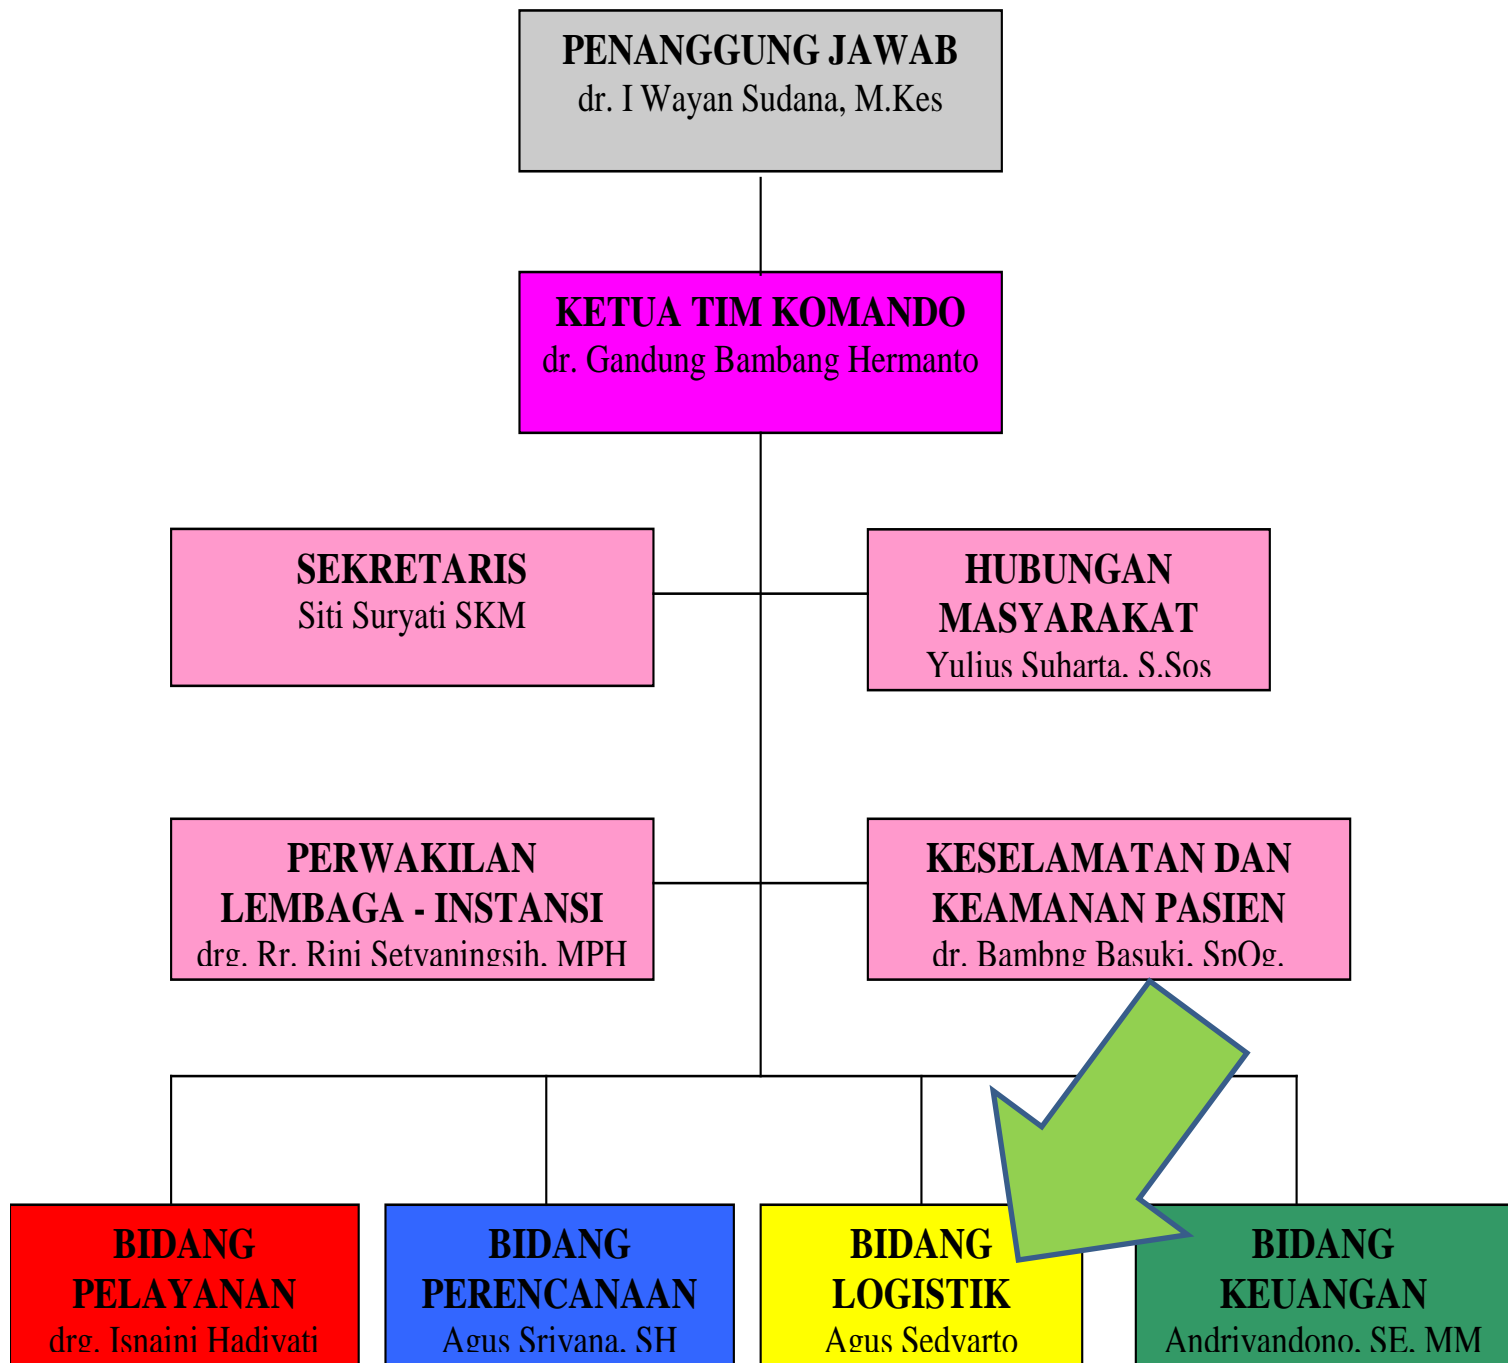 PENANGGUNG JAWAB
dr. I Wayan Sudana, M.Kes
KETUA TIM KOMANDO
dr. Gandung Bambang Hermanto
SEKRETARIS
Siti Suryati SKM
HUBUNGAN
MASYARAKAT
Yulius Suharta, S.Sos
PERWAKILAN
LEMBAGA - INSTANSI
drg. Rr. Rini Setyaningsih, MPH
KESELAMATAN DAN
KEAMANAN PASIEN
dr. Bambng Basuki, SpOg.
BIDANG
PELAYANAN
drg. Isnaini Hadiyati
BIDANG
PERENCANAAN
Agus Sriyana, SH
BIDANG
LOGISTIK
Agus Sedyarto
BIDANG
KEUANGAN
Andriyandono, SE, MM